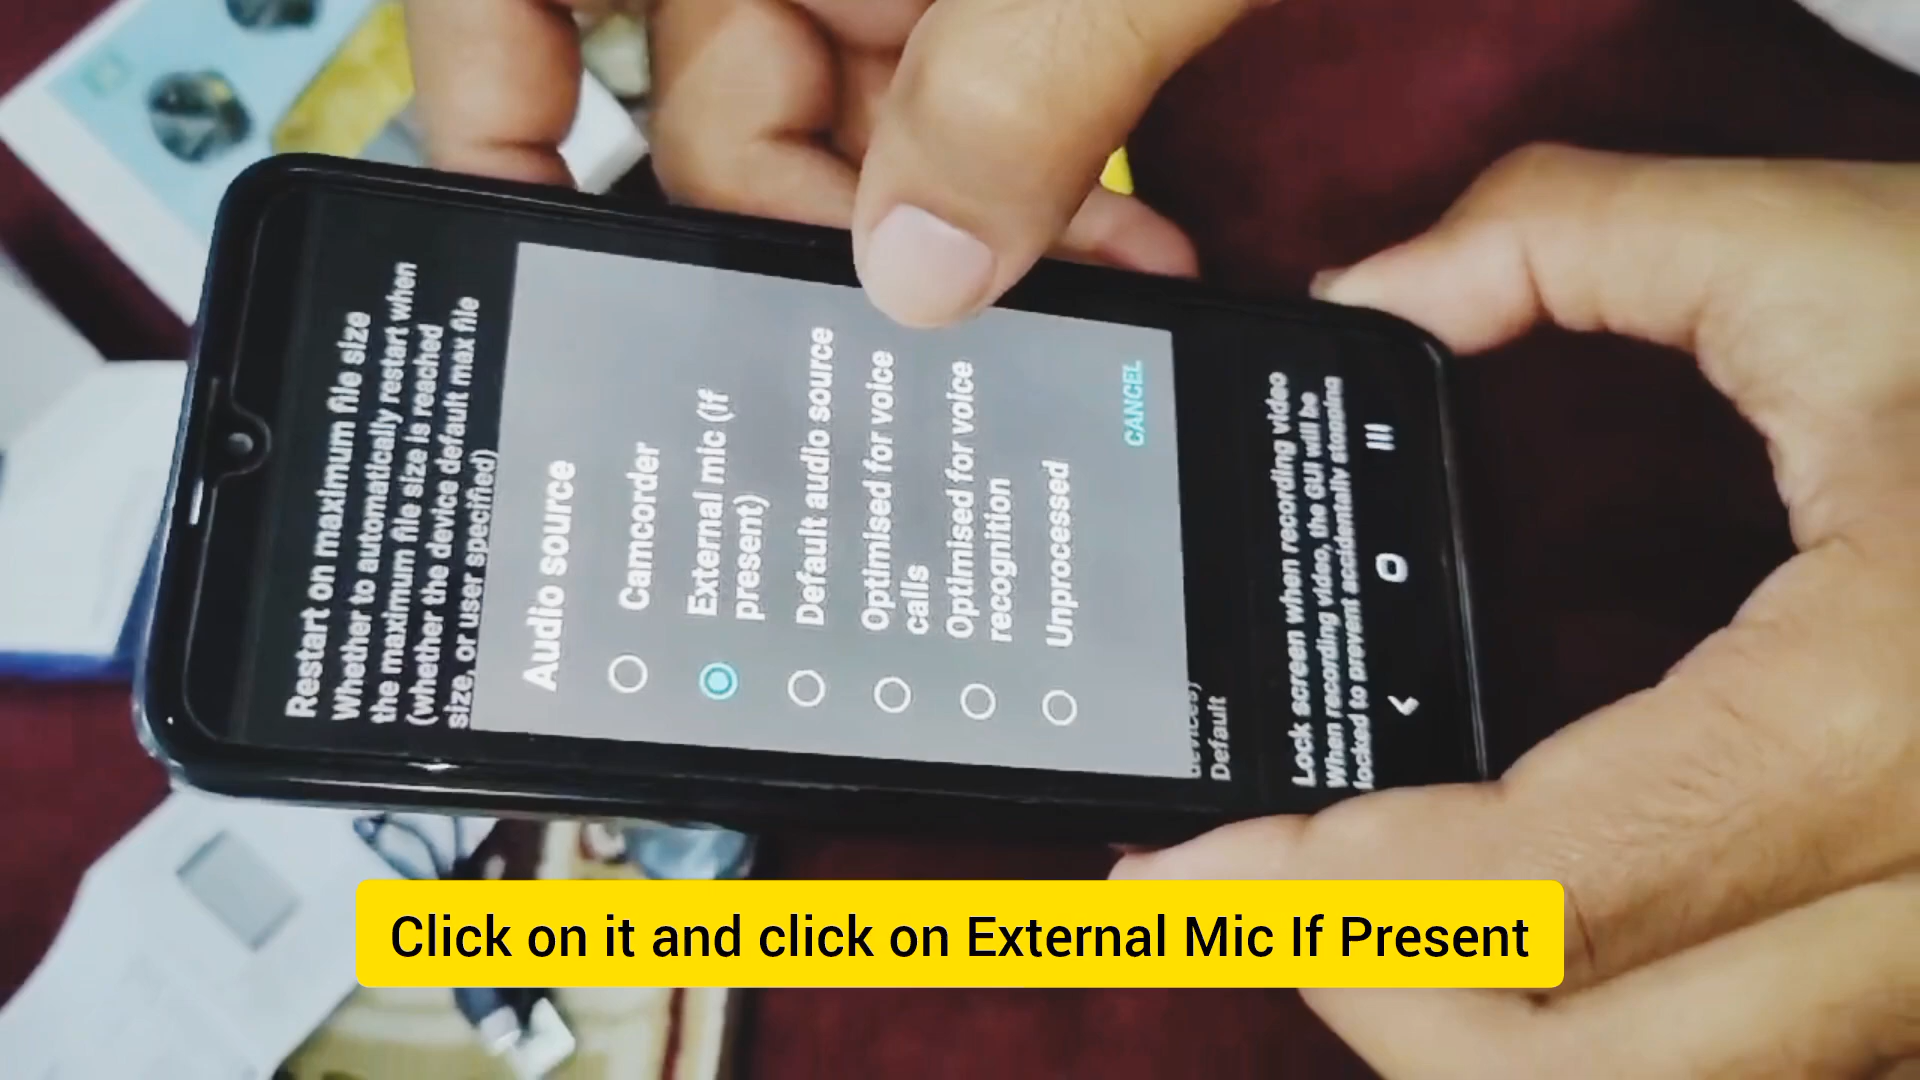 Restart on maximum file size
Whether to automatically restart when
the maximum file size is reached
(whether the device default max file
size, or user specified)
Audio source
Camcorder
External mic (if
present)
Default audio source
Optimised for voice
calls
Optimised for voice
recognition
Unprocessed
CANCEL
devices)
Default
Lock screen when recording video
When recording video, the GUI will be
locked to prevent accidentally stopping
Click on it and click on External Mic If Present